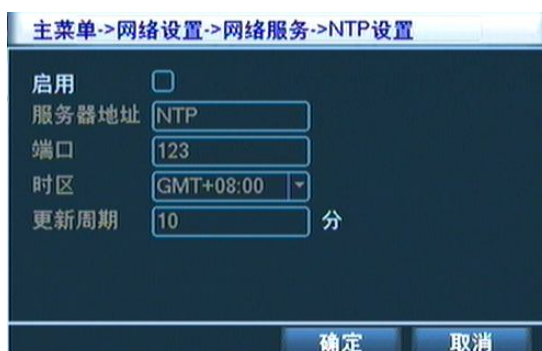 主菜单->网络设置->网络服务->NTP设置
启用
服务器地址 NTP
端口 123
时区 GMT+08:00
更新周期 10 分
确定 取消